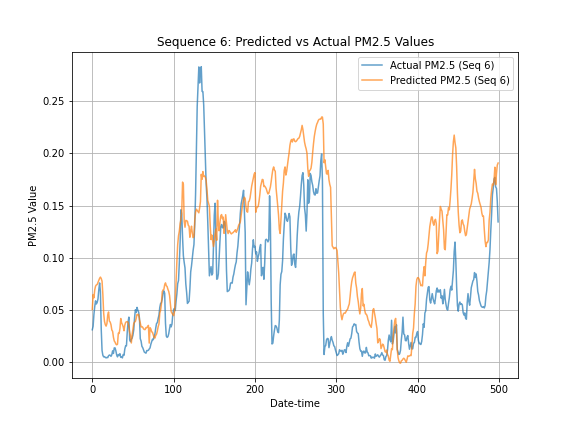 Sequence 6: Predicted vs Actual PM2.5 Values
Actual PM2.5 (Seq 6)
Predicted PM2.5 (Seq 6)
PM2.5 Value
0.25
0.20
0.15
0.10
0.05
0.00
0 100 200 300 400 500
Date-time